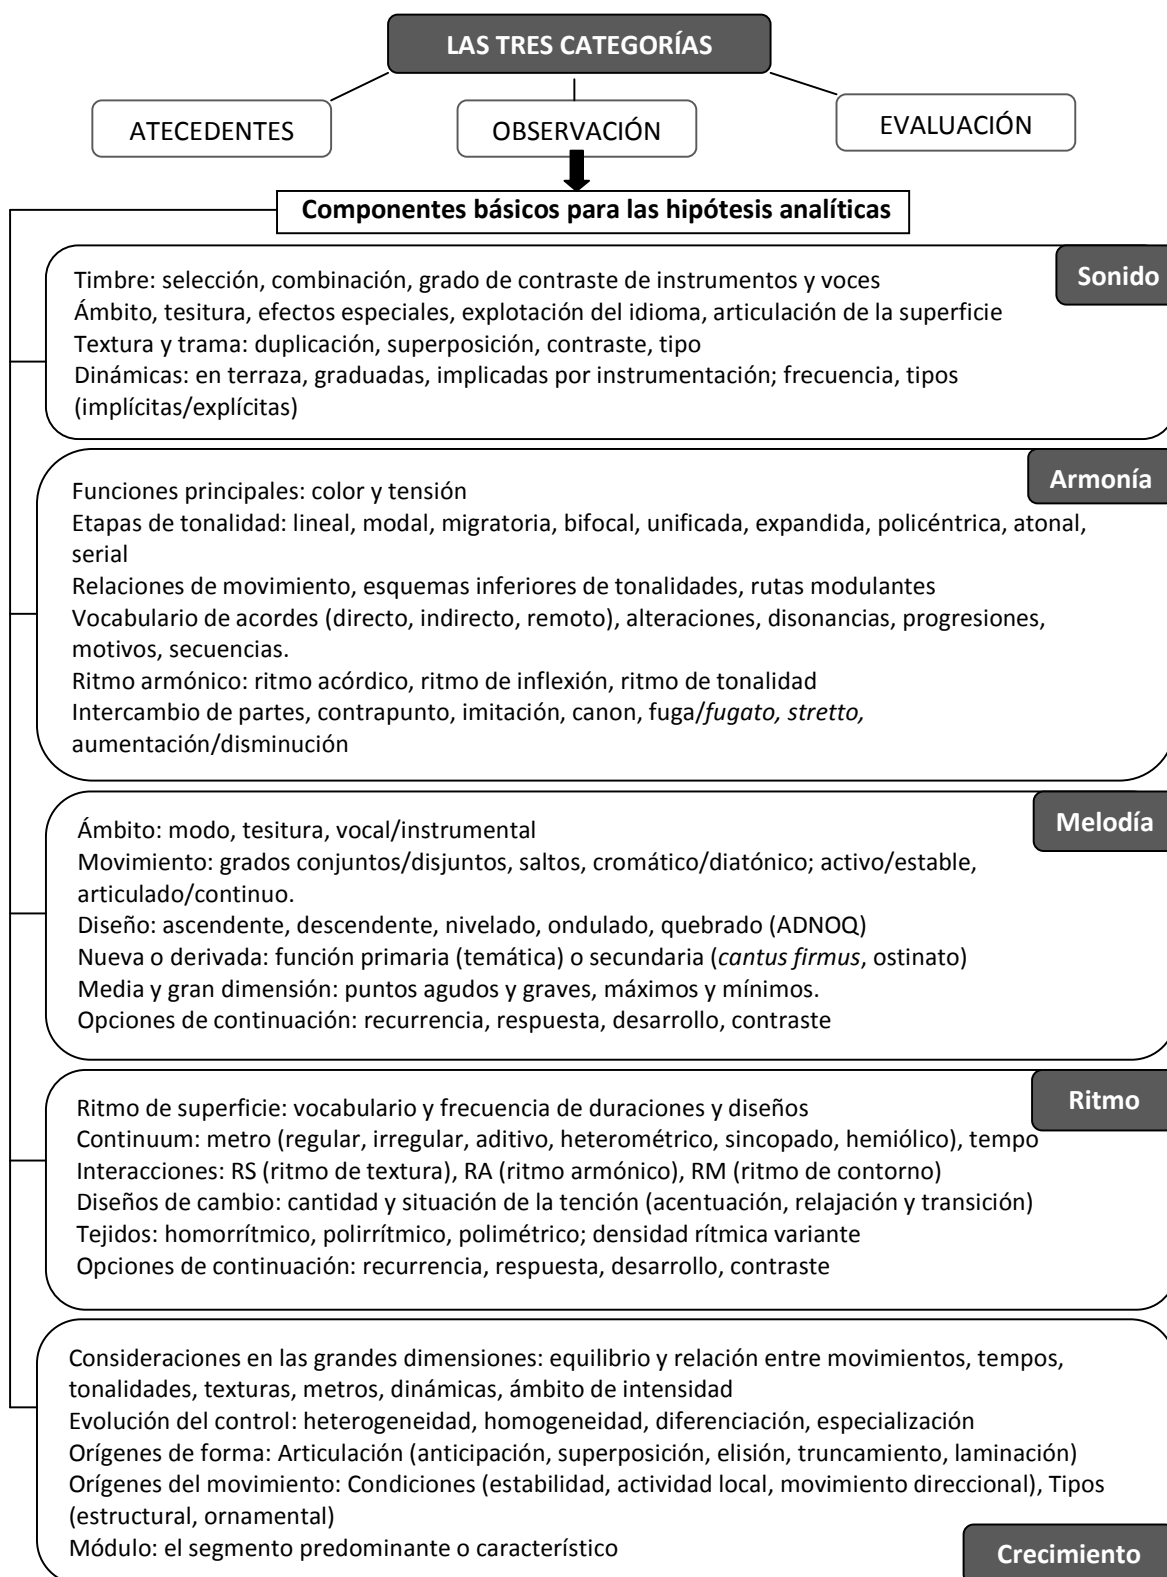 LAS TRES CATEGORÍAS
ATECEDENTES
OBSERVACIÓN
EVALUACIÓN
Componentes básicos para las hipótesis analíticas
Sonido
Timbre: selección, combinación, grado de contraste de instrumentos y voces
Ámbito, tesitura, efectos especiales, explotación del idioma, articulación de la superficie
Textura y trama: duplicación, superposición, contraste, tipo
Dinámicas: en terraza, graduadas, implicadas por instrumentación; frecuencia, tipos
(implícitas/explícitas)
Armonía
Funciones principales: color y tensión
Etapas de tonalidad: lineal, modal, migratoria, bifocal, unificada, expandida, policéntrica, atonal,
serial
Relaciones de movimiento, esquemas inferiores de tonalidades, rutas modulantes
Vocabulario de acordes (directo, indirecto, remoto), alteraciones, disonancias, progresiones,
motivos, secuencias.
Ritmo armónico: ritmo acórdico, ritmo de inflexión, ritmo de tonalidad
Intercambio de partes, contrapunto, imitación, canon, fuga/fugato, stretto,
aumentación/disminución
Melodía
Ámbito: modo, tesitura, vocal/instrumental
Movimiento: grados conjuntos/disjuntos, saltos, cromático/diatónico; activo/estable,
articulado/continuo.
Diseño: ascendente, descendente, nivelado, ondulado, quebrado (ADNOQ)
Nueva o derivada: función primaria (temática) o secundaria (cantus firmus, ostinato)
Media y gran dimensión: puntos agudos y graves, máximos y mínimos.
Opciones de continuación: recurrencia, respuesta, desarrollo, contraste
Ritmo
Ritmo de superficie: vocabulario y frecuencia de duraciones y diseños
Continuum: metro (regular, irregular, aditivo, heterométrico, sincopado, hemiólico), tempo
Interacciones: RS (ritmo de textura), RA (ritmo armónico), RM (ritmo de contorno)
Diseños de cambio: cantidad y situación de la tención (acentuación, relajación y transición)
Tejidos: homorrítmico, polirrítmico, polimétrico; densidad rítmica variante
Opciones de continuación: recurrencia, respuesta, desarrollo, contraste
Consideraciones en las grandes dimensiones: equilibrio y relación entre movimientos, tempos,
tonalidades, texturas, metros, dinámicas, ámbito de intensidad
Evolución del control: heterogeneidad, homogeneidad, diferenciación, especialización
Orígenes de forma: Articulación (anticipación, superposición, elisión, truncamiento, laminación)
Orígenes del movimiento: Condiciones (estabilidad, actividad local, movimiento direccional), Tipos
(estructural, ornamental)
Módulo: el segmento predominante o característico
Crecimiento